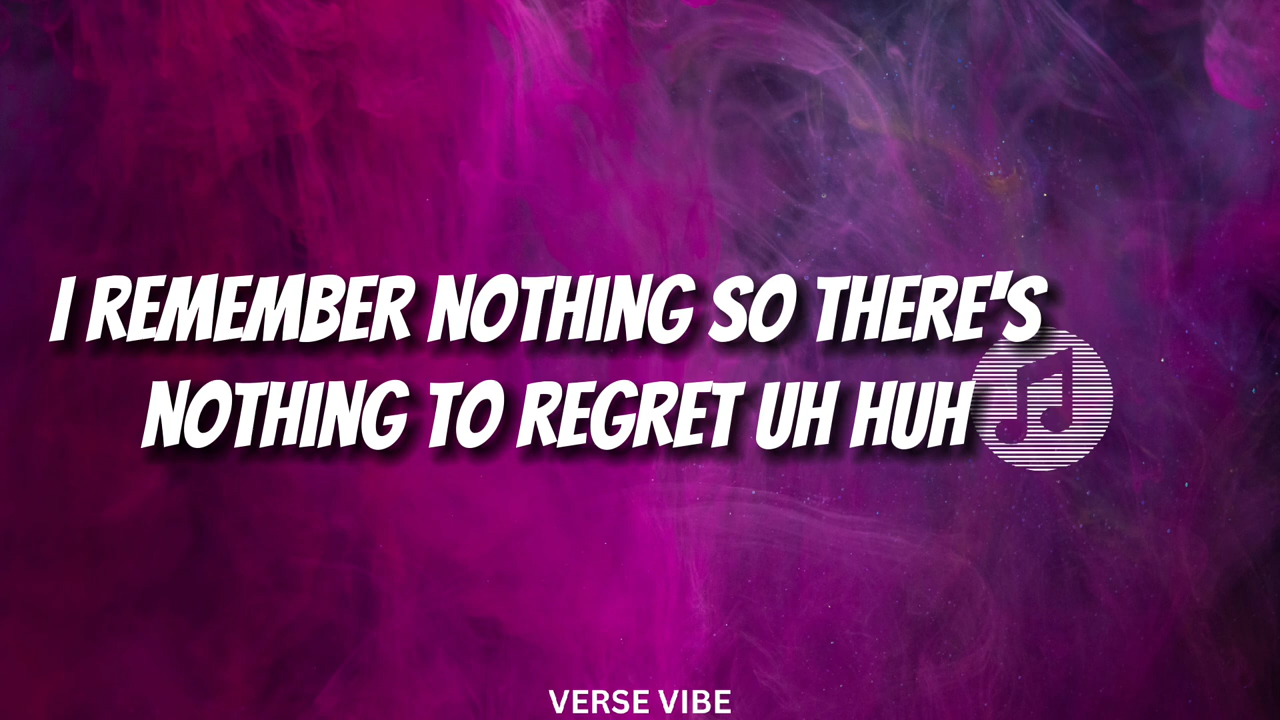 I REMEMBER NOTHING SO THERE'S
NOTHING TO REGRET UH HUH
VERSE VIBE